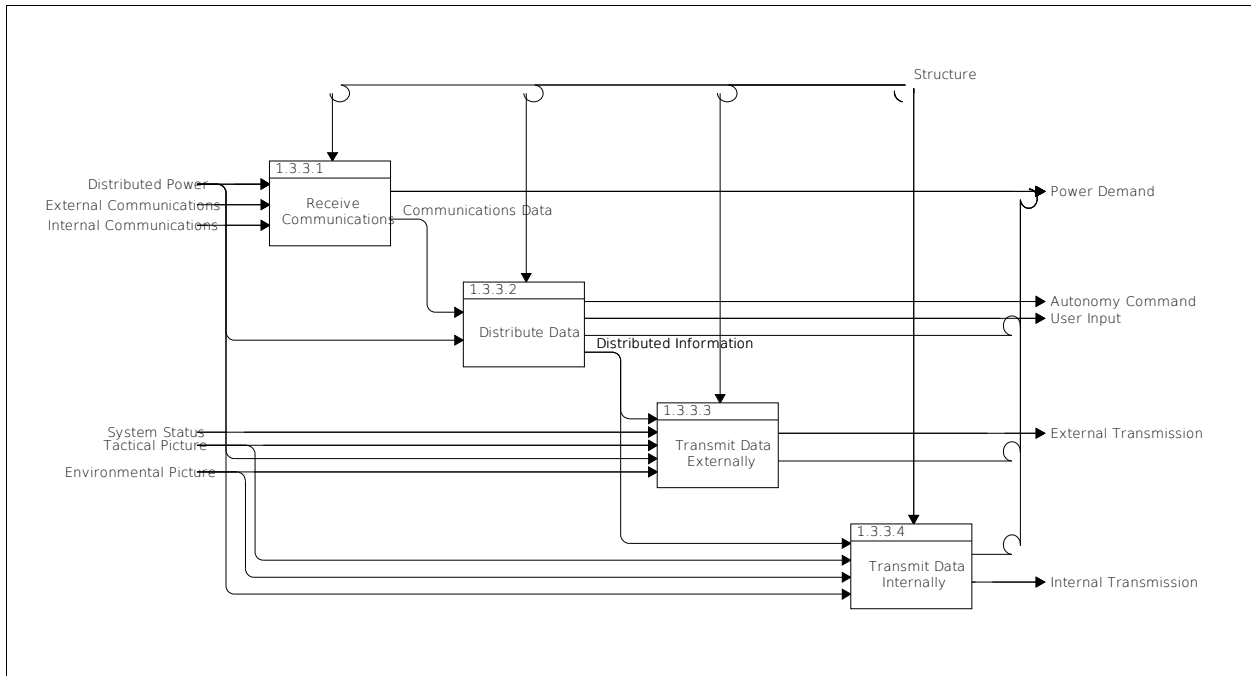 Structure
1.3.3.1
Distributed Power
Power Demand
External Communications
Receive
Communications
Communications Data
Internal Communications
1.3.3.2
Autonomy Command
User Input
Distribute Data
Distributed Information
1.3.3.3
System Status
External Transmission
Tactical Picture
Transmit Data
Externally
Environmental Picture
1.3.3.4
Transmit Data
Internally
Internal Transmission